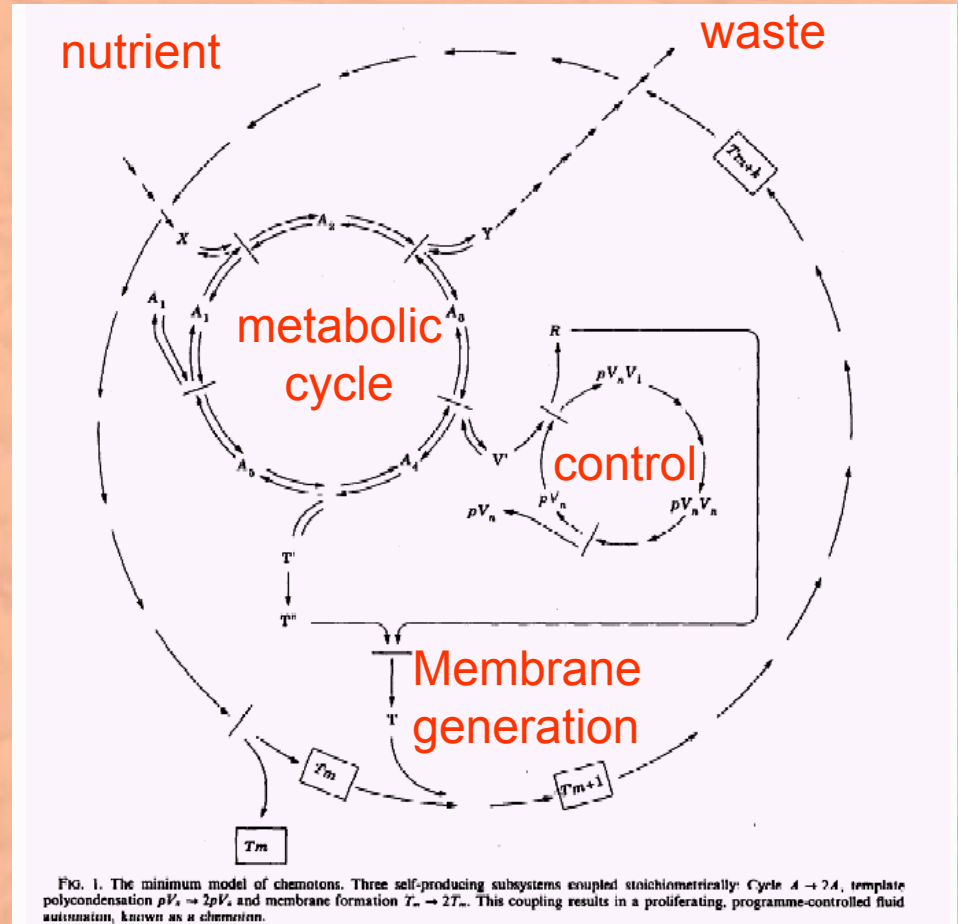 nutrient
waste
Tm+k
X
A₂
Y
A₁
A₁
metabolic
cycle
A₃
R
pVₙV₁
A₅
A₄
V'
control
pVₙ
pVₙ
pVₙVₙ
T'
T"
Membrane
generation
T
Tm
Tm+1
Tm
FIG. 1. The minimum model of chemotons. Three self-producing subsystems coupled stoichiometrically: Cycle A → 2A, template
polycondensation pVₙ → 2pVₙ and membrane formation Tₘ → 2Tₘ. This coupling results in a proliferating, programme-controlled fluid
automaton, known as a chemoton.